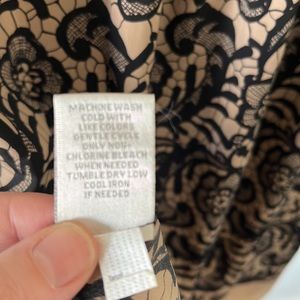 MACHINE WASH
COLD WITH
LIKE COLORS
GENTLE CYCLE
ONLY NON-
CHLORINE BLEACH
WHEN NEEDED
TUMBLE DRY LOW
COOL IRON
IF NEEDED